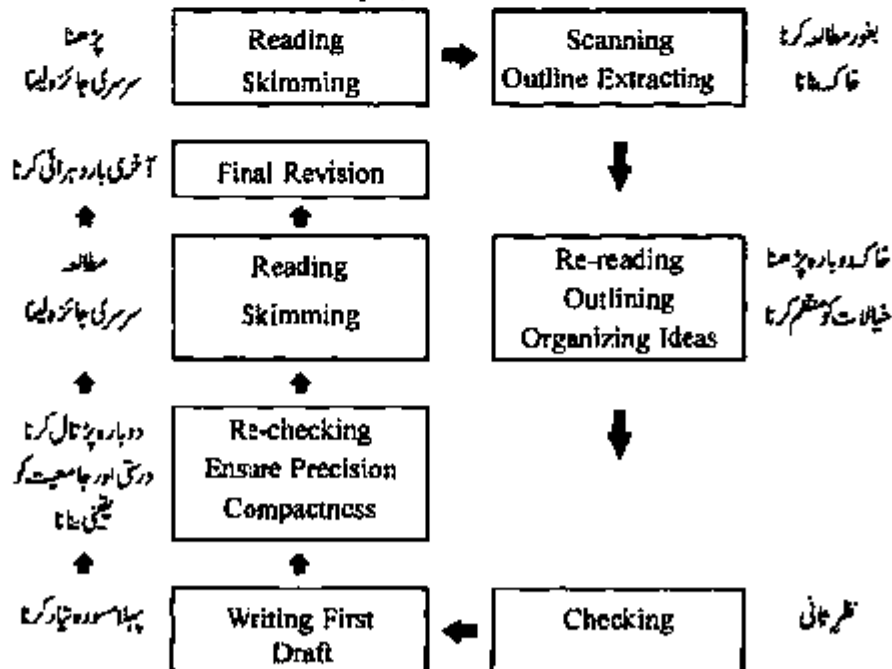 پڑھنا
سرسری جائزہ لینا
Reading
Skimming
Scanning
Outline Extracting
بغور مطالعہ کرنا
خاکہ بنانا
آخری بار دہرائی کرنا
Final Revision
مطالعہ
سرسری جائزہ لینا
Reading
Skimming
Re-reading
Outlining
Organizing Ideas
خاکہ دوبارہ پڑھنا
خیالات کو منظم کرنا
دوبارہ پڑتال کرنا
درستی اور جامعیت کو
یقینی بنانا
Re-checking
Ensure Precision
Compactness
پہلا مسودہ تیار کرنا
Writing First
Draft
Checking
نظر ثانی